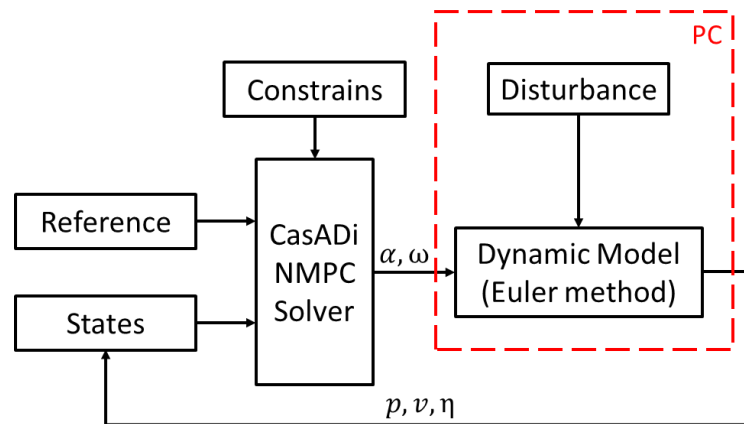 PC
Constrains
Disturbance
Reference
CasADi
NMPC
Solver
α, ω
Dynamic Model
(Euler method)
States
p, v, η